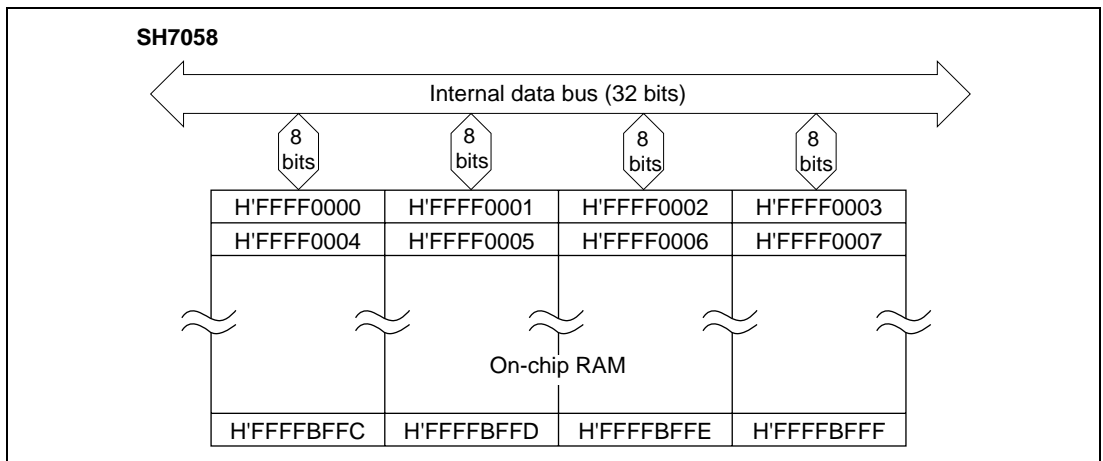 SH7058
Internal data bus (32 bits)
8 bits
8 bits
8 bits
8 bits
H'FFFF0000 H'FFFF0001 H'FFFF0002 H'FFFF0003
H'FFFF0004 H'FFFF0005 H'FFFF0006 H'FFFF0007
On-chip RAM
H'FFFFBFFC H'FFFFBFFD H'FFFFBFFE H'FFFFBFFF